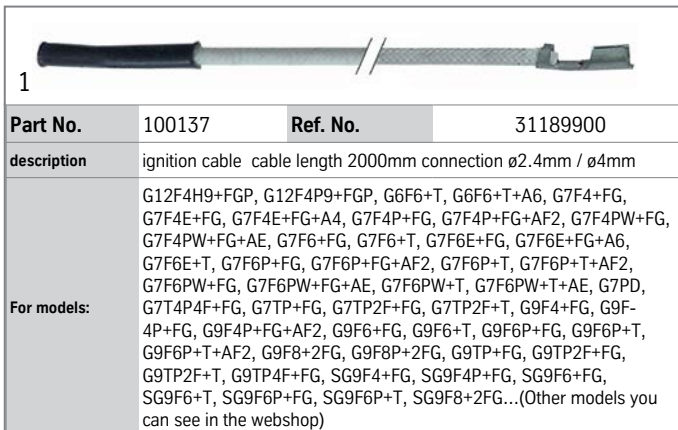 1
Part No. 100137 Ref. No. 31189900
description ignition cable cable length 2000mm connection ø2.4mm / ø4mm
For models: G12F4H9+FGP, G12F4P9+FGP, G6F6+T, G6F6+T+A6, G7F4+FG,
G7F4E+FG, G7F4E+FG+A4, G7F4P+FG, G7F4P+FG+AF2, G7F4PW+FG,
G7F4PW+FG+AE, G7F6+FG, G7F6+T, G7F6E+FG, G7F6E+FG+A6,
G7F6E+T, G7F6P+FG, G7F6P+FG+AF2, G7F6P+T, G7F6P+T+AF2,
G7F6PW+FG, G7F6PW+FG+AE, G7F6PW+T, G7F6PW+T+AE, G7PD,
G7T4P4F+FG, G7TP+FG, G7TP2F+FG, G7TP2F+T, G9F4+FG, G9F-
4P+FG, G9F4P+FG+AF2, G9F6+FG, G9F6+T, G9F6P+FG, G9F6P+T,
G9F6P+T+AF2, G9F8+2FG, G9F8P+2FG, G9TP+FG, G9TP2F+FG,
G9TP2F+T, G9TP4F+FG, SG9F4+FG, SG9F4P+FG, SG9F6+FG,
SG9F6+T, SG9F6P+FG, SG9F6P+T, SG9F8+2FG...(Other models you
can see in the webshop)